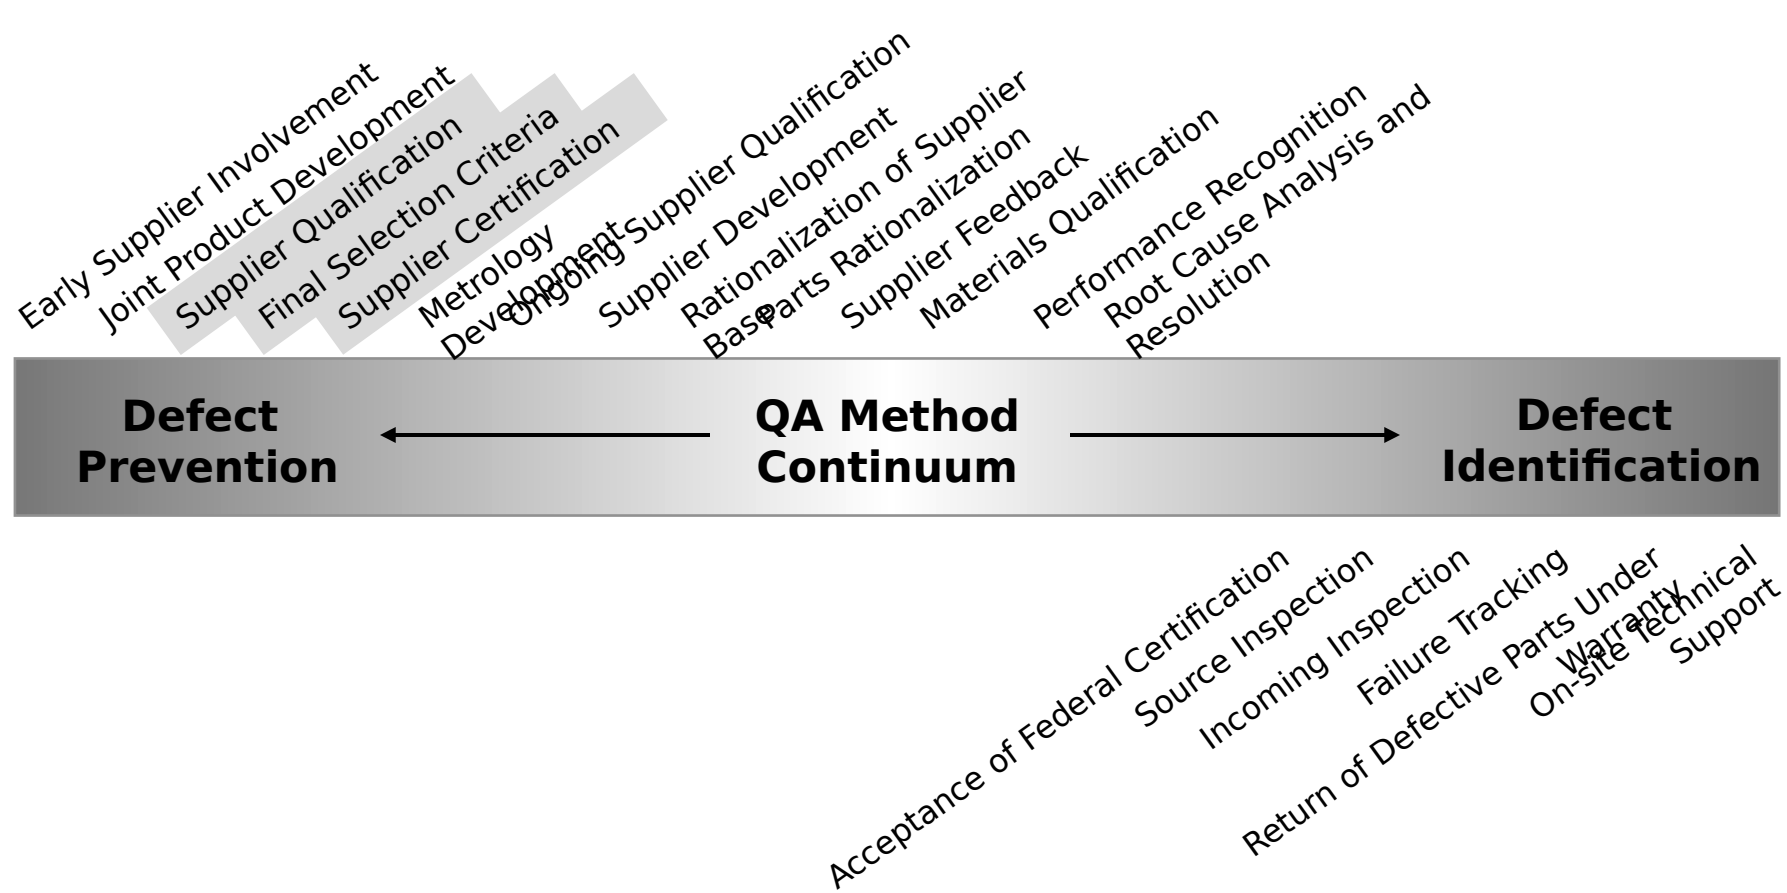 Early Supplier Involvement
Joint Product Development
Supplier Qualification
Final Selection Criteria
Supplier Certification
Metrology
Development
Ongoing Supplier Qualification
Supplier Development
Rationalization of Supplier
Base
Parts Rationalization
Supplier Feedback
Materials Qualification
Performance Recognition
Root Cause Analysis and
Resolution
Defect
Prevention
QA Method
Continuum
Defect
Identification
Acceptance of Federal Certification
Source Inspection
Incoming Inspection
Failure Tracking
Return of Defective Parts Under
Warranty
On-site Technical
Support